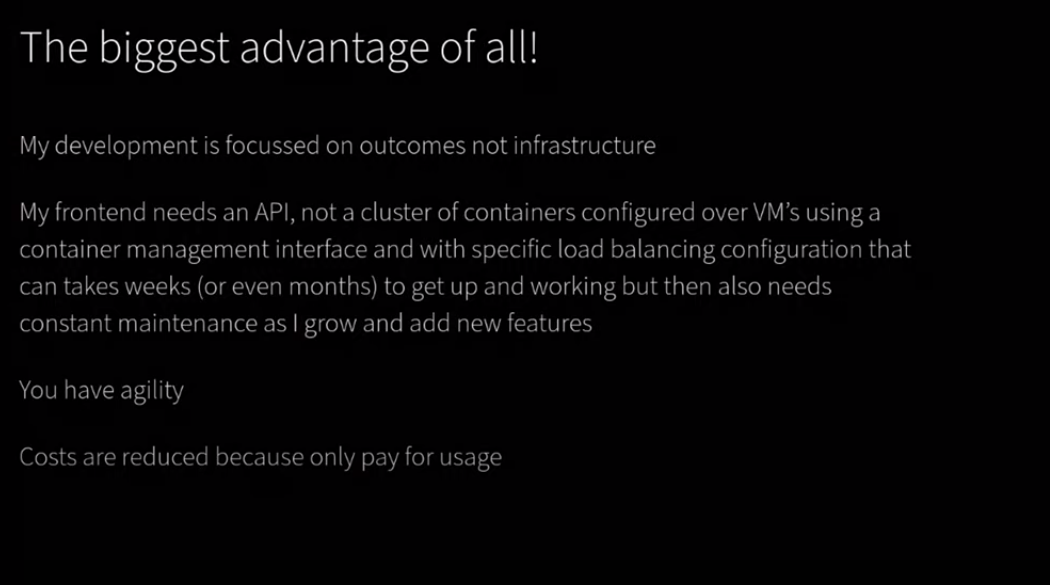 The biggest advantage of all!
My development is focussed on outcomes not infrastructure
My frontend needs an API, not a cluster of containers configured over VM's using a
container management interface and with specific load balancing configuration that
can takes weeks (or even months) to get up and working but then also needs
constant maintenance as I grow and add new features
You have agility
Costs are reduced because only pay for usage